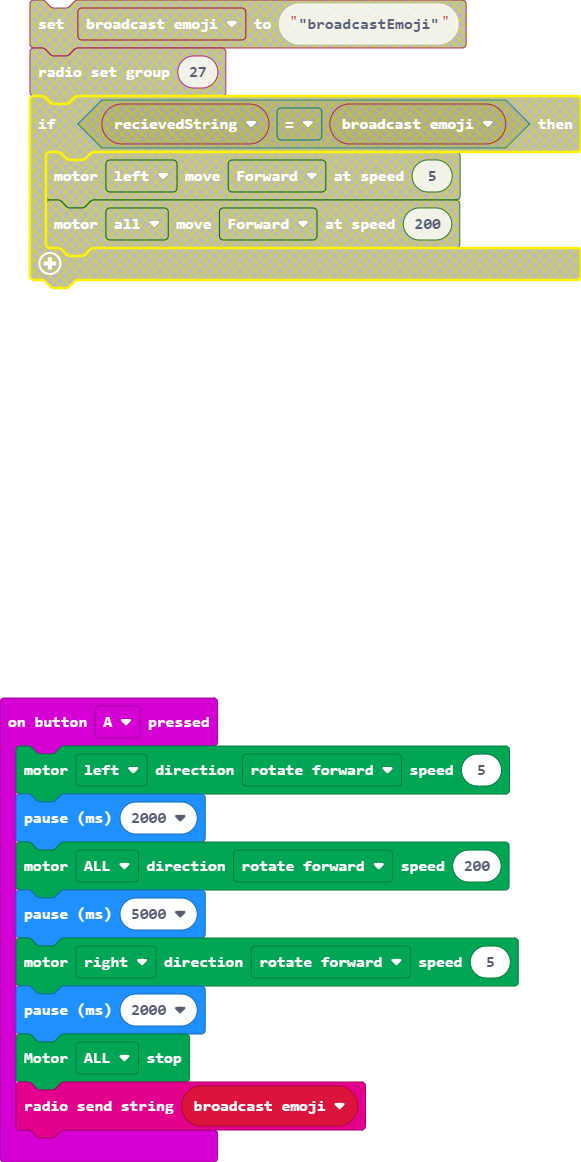 set broadcast emoji to ""broadcastEmoji""
radio set group 27
if recievedString = broadcast emoji then
motor left move Forward at speed 5
motor all move Forward at speed 200
on button A pressed
motor left direction rotate forward speed 5
pause (ms) 2000
motor ALL direction rotate forward speed 200
pause (ms) 5000
motor right direction rotate forward speed 5
pause (ms) 2000
Motor ALL stop
radio send string broadcast emoji